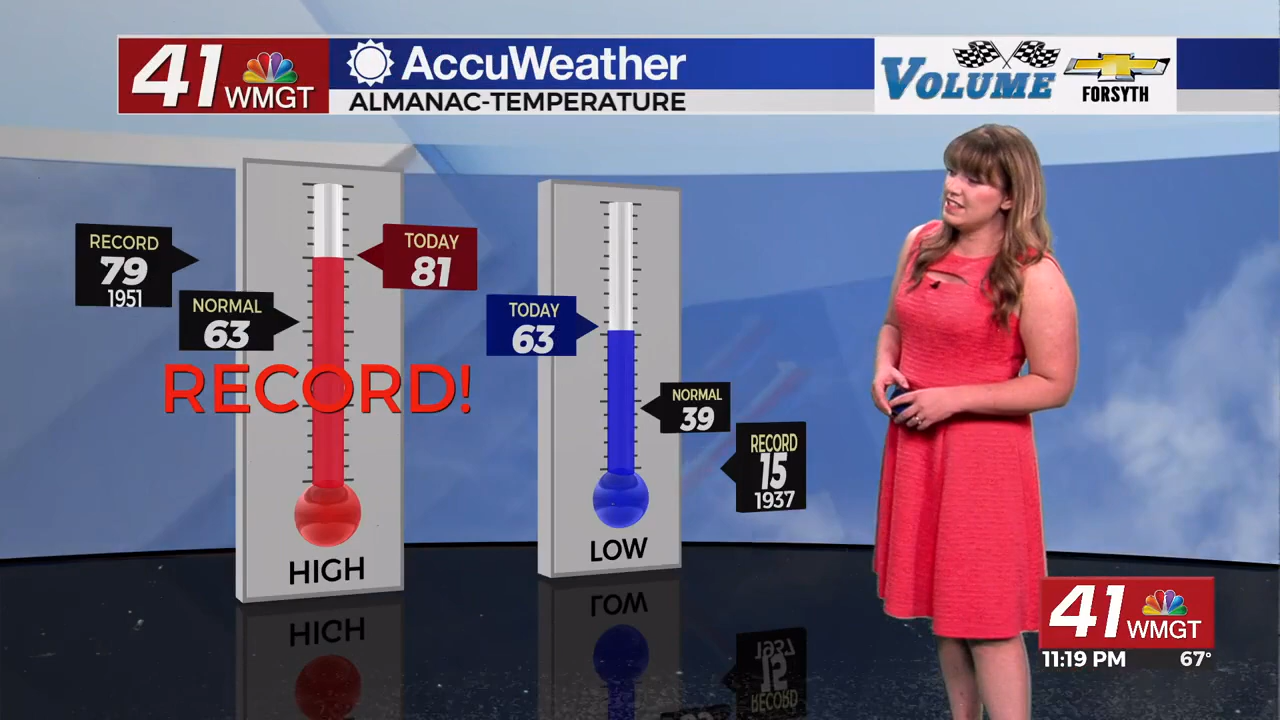 41 WMGT
AccuWeather
ALMANAC-TEMPERATURE
VOLUME
FORSYTH
RECORD
79
1951
NORMAL
63
TODAY
81
RECORD!
HIGH
TODAY
63
NORMAL
39
RECORD
15
1937
LOW
41 WMGT
11:19 PM 67°